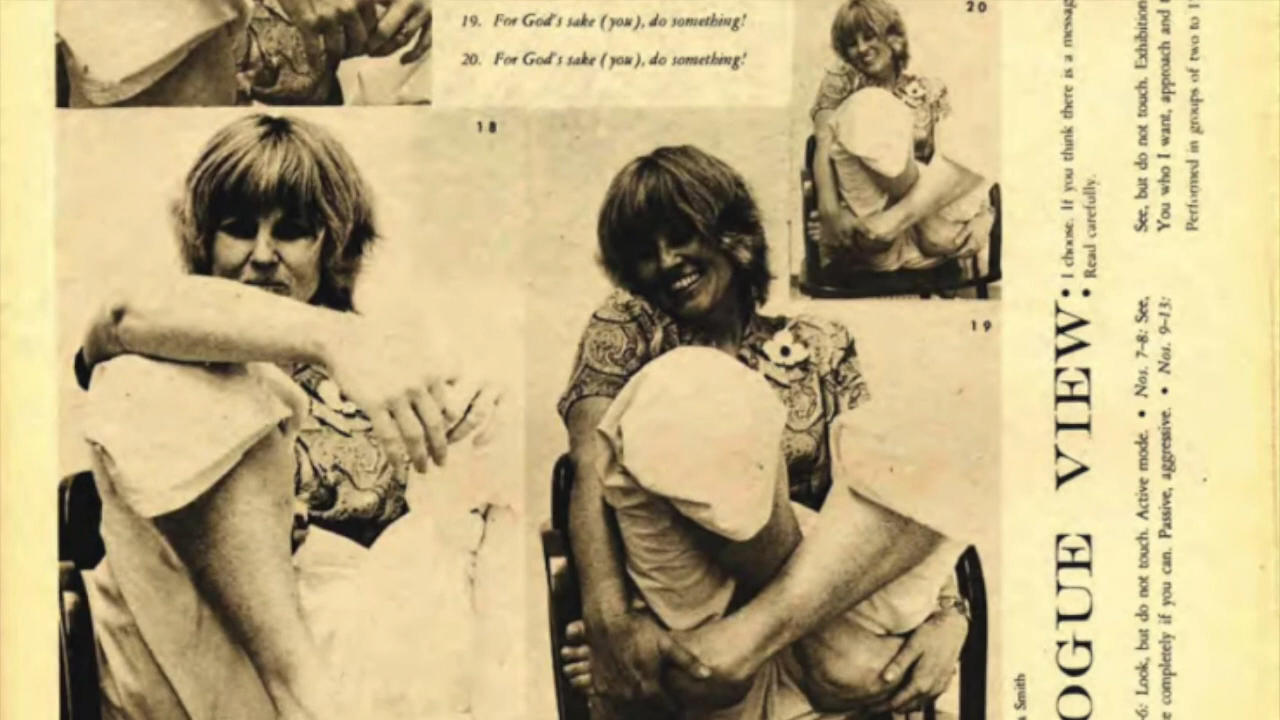 19. For God's sake (you), do something!
20. For God's sake (you), do something!
20
18
19
OGUE VIEW:
I choose. If you think there is a messag
Read carefully.
See, but do not touch. Exhibition
You who I want, approach and t
Performed in groups of two to 1
6: Look, but do not touch. Active mode. • Nos. 7–8: See,
e completely if you can. Passive, aggressive. • Nos. 9–13:
Smith